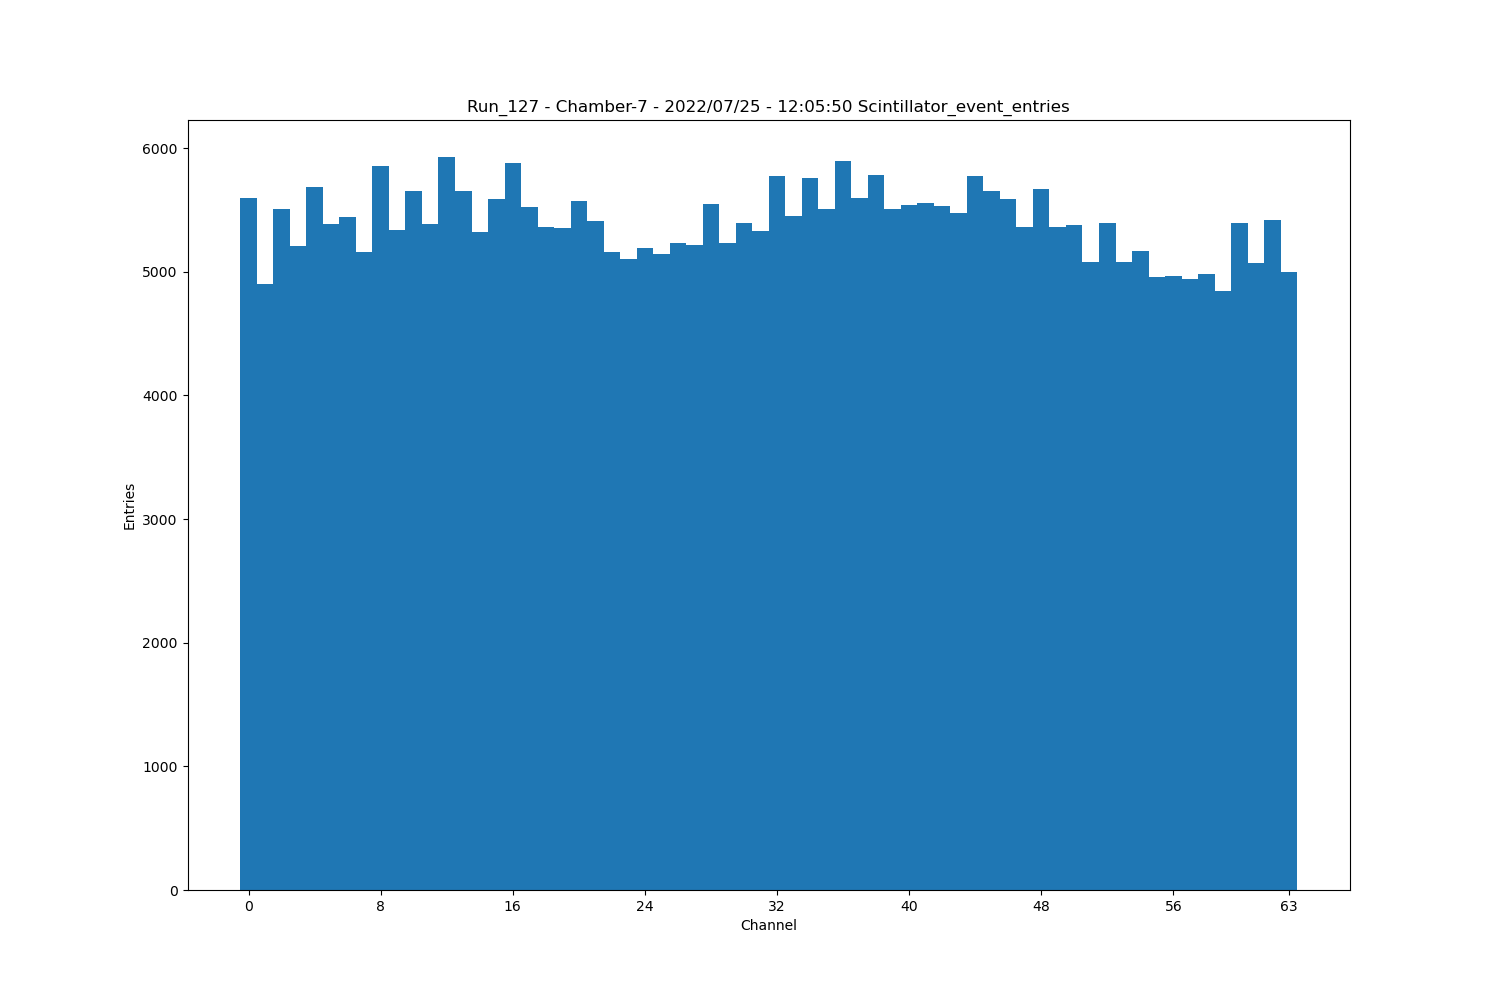 Run_127 - Chamber-7 - 2022/07/25 - 12:05:50 Scintillator_event_entries
6000
5000
4000
3000
2000
1000
0
Entries
0 8 16 24 32 40 48 56 63
Channel